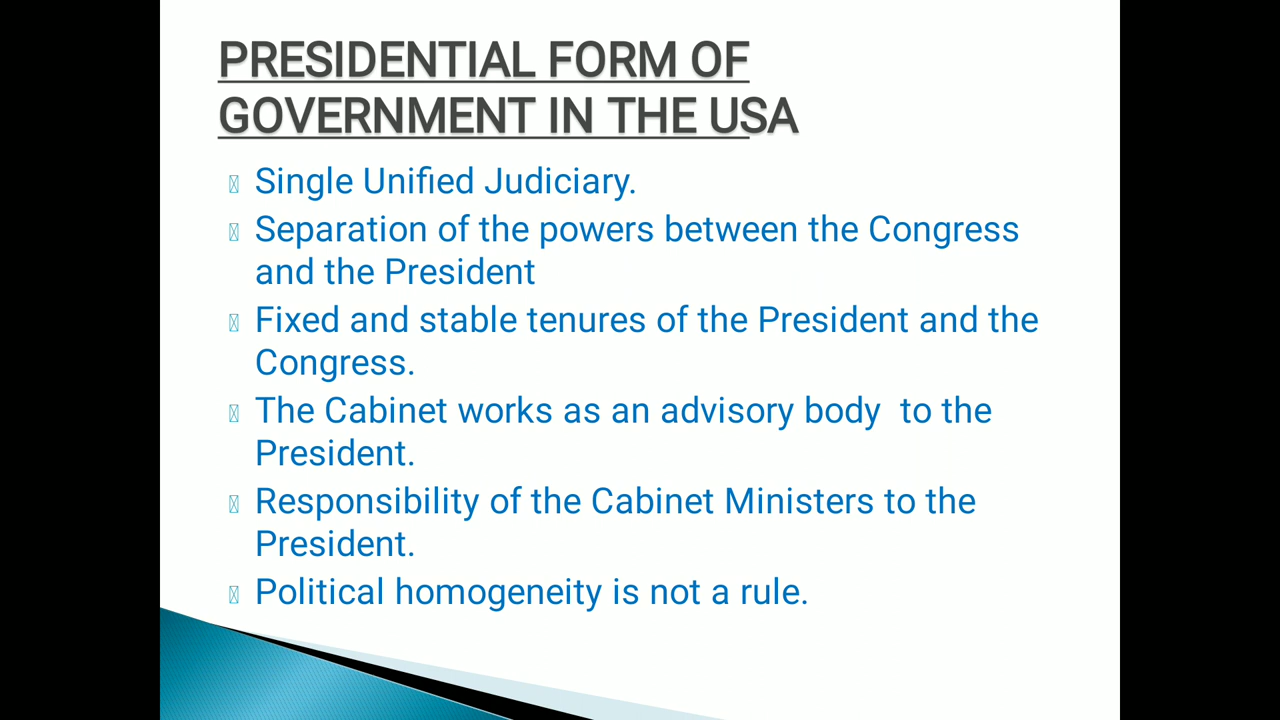 PRESIDENTIAL FORM OF
GOVERNMENT IN THE USA
Single Unified Judiciary.
Separation of the powers between the Congress
and the President
Fixed and stable tenures of the President and the
Congress.
The Cabinet works as an advisory body  to the
President.
Responsibility of the Cabinet Ministers to the
President.
Political homogeneity is not a rule.